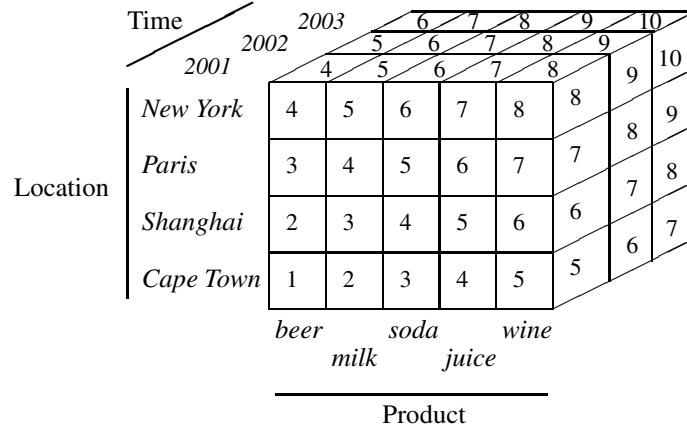 Time 2003 6 7 8 9 10
2002 5 6 7 8 9 10
2001 4 5 6 7 8 9
New York 4 5 6 7 8 8 9
Paris 3 4 5 6 7 7 8 8
Location
Shanghai 2 3 4 5 6 6 7 7
Cape Town 1 2 3 4 5 5 6
beer soda wine
milk juice
Product